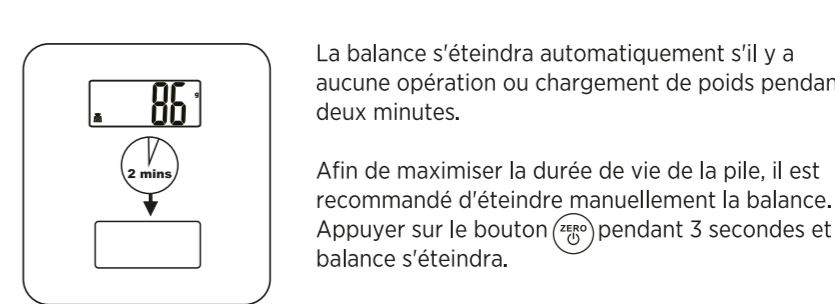 86 g
2 mins
La balance s'éteindra automatiquement s'il y a
aucune opération ou chargement de poids pendan
deux minutes.
Afin de maximiser la durée de vie de la pile, il est
recommandé d'éteindre manuellement la balance.
Appuyer sur le bouton ZERO pendant 3 secondes et
balance s'éteindra.